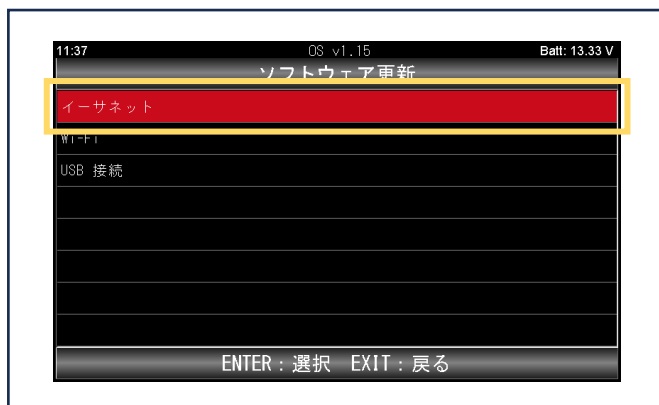 11:37 OS v1.15 Batt: 13.33 V
ソフトウェア更新
イーサネット
Wi-Fi
USB 接続
ENTER：選択 EXIT：戻る